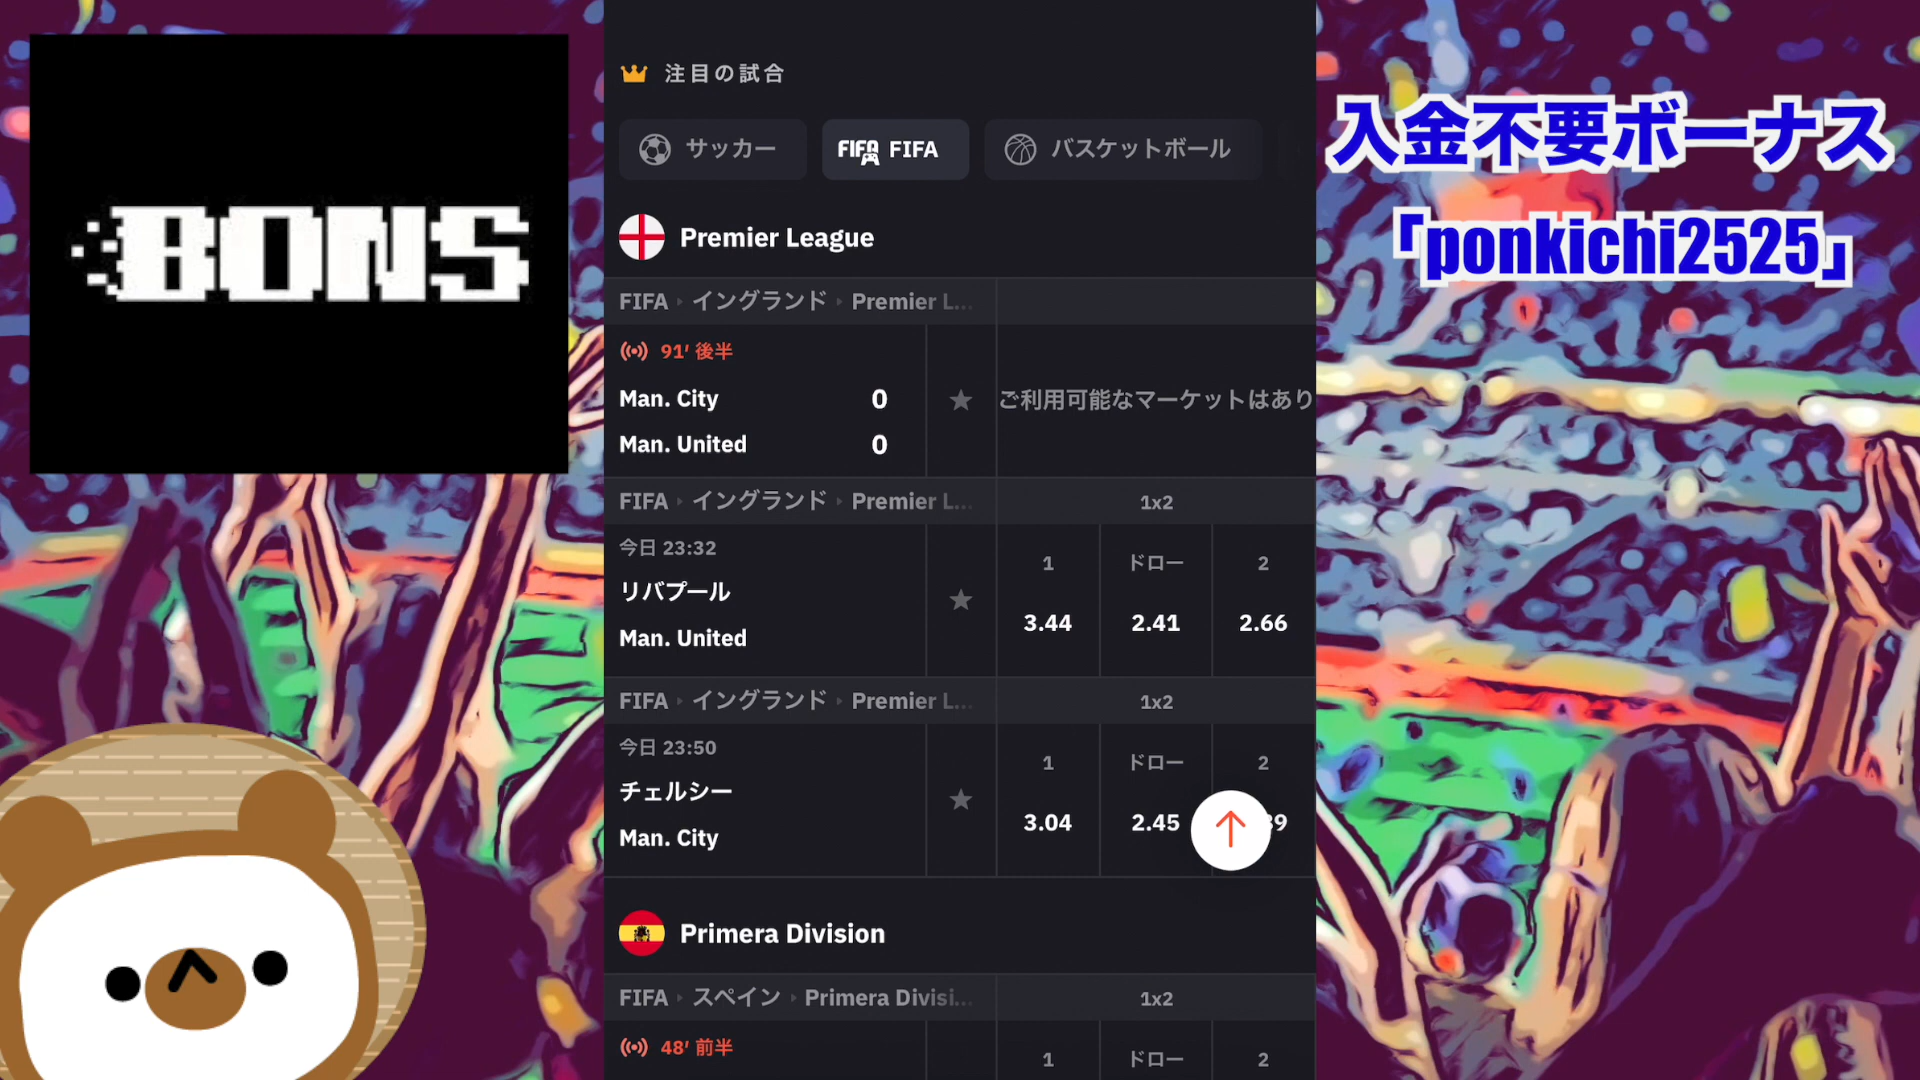 BONS
注目の試合
サッカー
FIFA FIFA
バスケットボール
Premier League
FIFA › イングランド › Premier L...
91' 後半
Man. City 0
Man. United 0
ご利用可能なマーケットはあり
FIFA › イングランド › Premier L... 1x2
今日 23:32
リバプール
Man. United
1 ドロー 2
3.44 2.41 2.66
FIFA › イングランド › Premier L... 1x2
今日 23:50
チェルシー
Man. City
1 ドロー 2
3.04 2.45
Primera Division
FIFA › スペイン › Primera Divisi... 1x2
48' 前半
1 ドロー 2
入金不要ボーナス
「ponkichi2525」